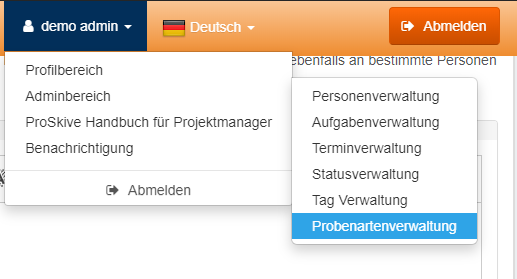 demo admin
Deutsch
Abmelden
ebenfalls an bestimmte Personen
Profilbereich
Adminbereich
ProSkive Handbuch für Projektmanager
Benachrichtigung
Abmelden
Personenverwaltung
Aufgabenverwaltung
Terminverwaltung
Statusverwaltung
Tag Verwaltung
Probenartenverwaltung